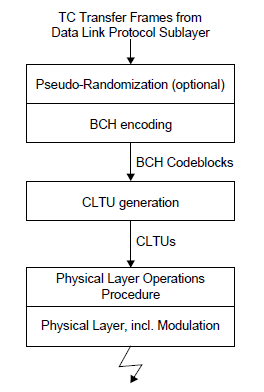 TC Transfer Frames from
Data Link Protocol Sublayer
Pseudo-Randomization (optional)
BCH encoding
BCH Codeblocks
CLTU generation
CLTUs
Physical Layer Operations
Procedure
Physical Layer, incl. Modulation